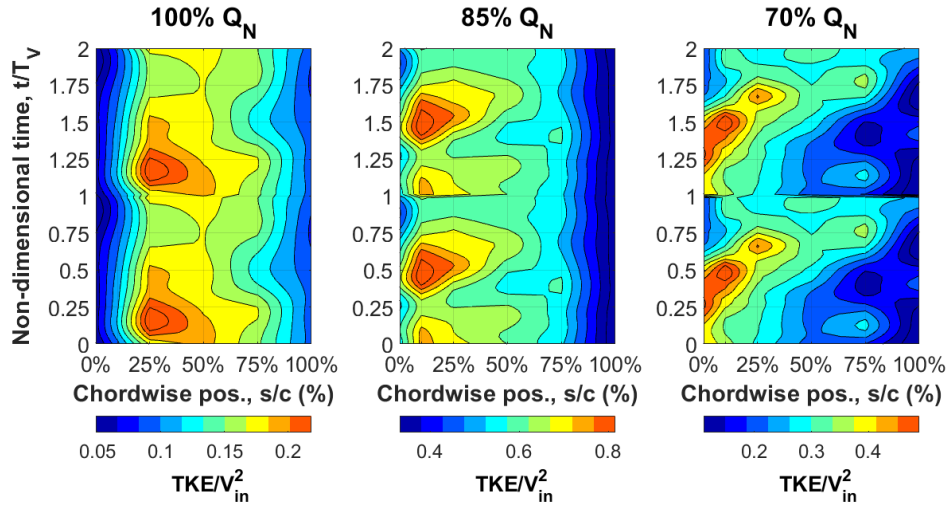 100% Q_N 85% Q_N 70% Q_N
Non-dimensional time, t/T_V
2 2 2
1.75 1.75 1.75
1.5 1.5 1.5
1.25 1.25 1.25
1 1 1
0.75 0.75 0.75
0.5 0.5 0.5
0.25 0.25 0.25
0 0 0
0% 25% 50% 75% 100% 0% 25% 50% 75% 100% 0% 25% 50% 75% 100%
Chordwise pos., s/c (%) Chordwise pos., s/c (%) Chordwise pos., s/c (%)
0.05 0.1 0.15 0.2 0.4 0.6 0.8 0.2 0.4
TKE/V_in^2 TKE/V_in^2 TKE/V_in^2